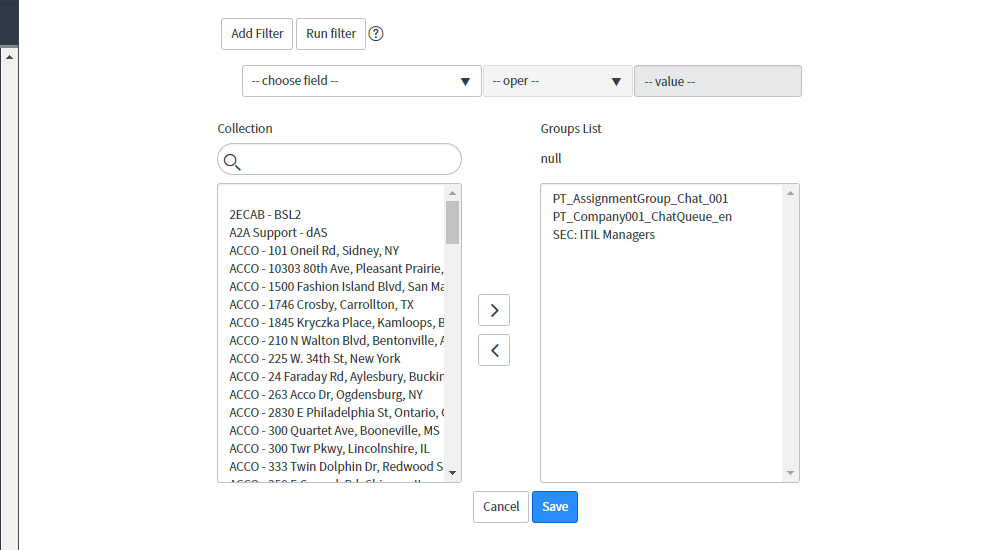 Add Filter Run filter ?
-- choose field -- -- oper -- -- value --
Collection
2ECAB - BSL2
A2A Support - dAS
ACCO - 101 Oneil Rd, Sidney, NY
ACCO - 10303 80th Ave, Pleasant Prairie,
ACCO - 1500 Fashion Island Blvd, San Ma
ACCO - 1746 Crosby, Carrollton, TX
ACCO - 1845 Kryczka Place, Kamloops, B
ACCO - 210 N Walton Blvd, Bentonville, A
ACCO - 225 W. 34th St, New York
ACCO - 24 Faraday Rd, Aylesbury, Buckin
ACCO - 263 Acco Dr, Ogdensburg, NY
ACCO - 2830 E Philadelphia St, Ontario,
ACCO - 300 Quartet Ave, Booneville, MS
ACCO - 300 Twr Pkwy, Lincolnshire, IL
ACCO - 333 Twin Dolphin Dr, Redwood S
Groups List
null
PT_AssignmentGroup_Chat_001
PT_Company001_ChatQueue_en
SEC: ITIL Managers
Cancel Save